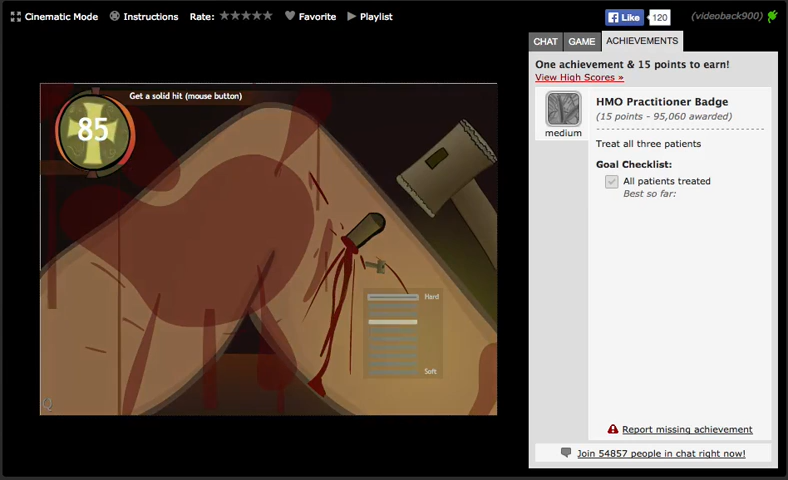 Cinematic Mode
Instructions
Rate:
Favorite
Playlist
Like
120
(videoback900)
CHAT
GAME
ACHIEVEMENTS
One achievement & 15 points to earn!
View High Scores »
HMO Practitioner Badge
(15 points - 95,060 awarded)
medium
Treat all three patients
Goal Checklist:
All patients treated
Best so far:
Get a solid hit (mouse button)
85
Hard
Soft
Q
Report missing achievement
Join 54857 people in chat right now!